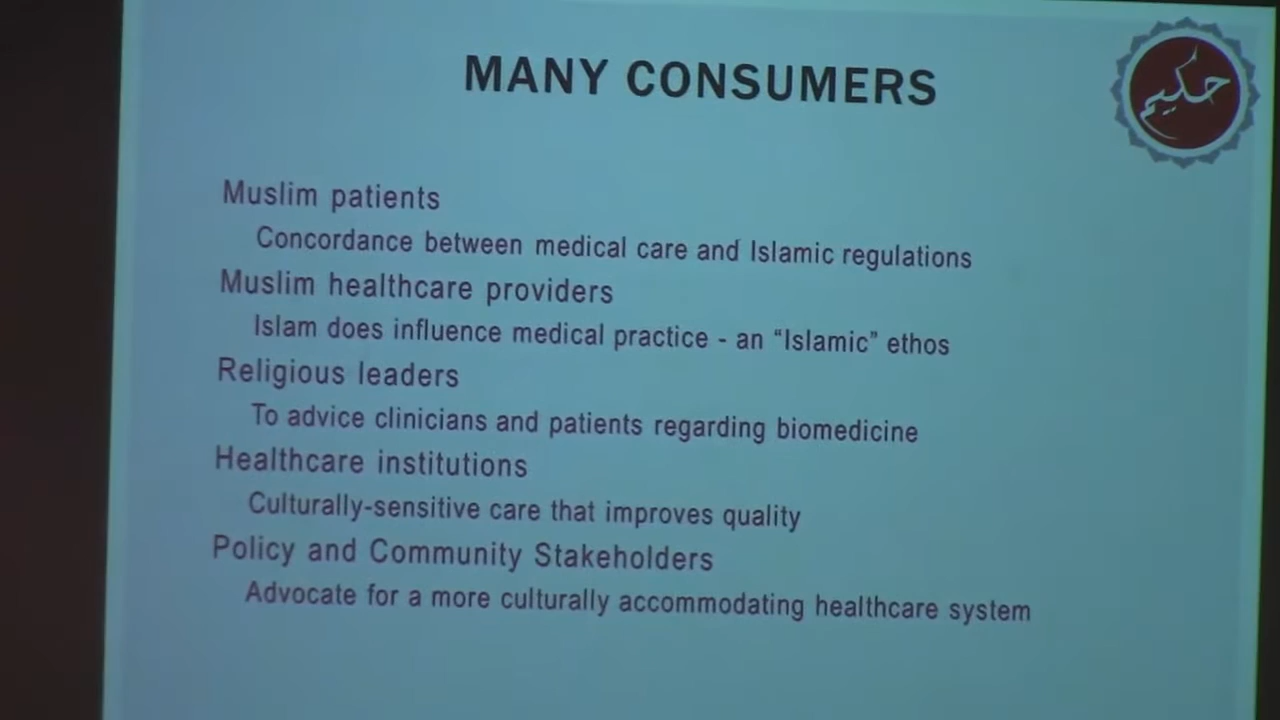 MANY CONSUMERS
حكيم
Muslim patients
Concordance between medical care and Islamic regulations
Muslim healthcare providers
Islam does influence medical practice - an “Islamic” ethos
Religious leaders
To advice clinicians and patients regarding biomedicine
Healthcare institutions
Culturally-sensitive care that improves quality
Policy and Community Stakeholders
Advocate for a more culturally accommodating healthcare system